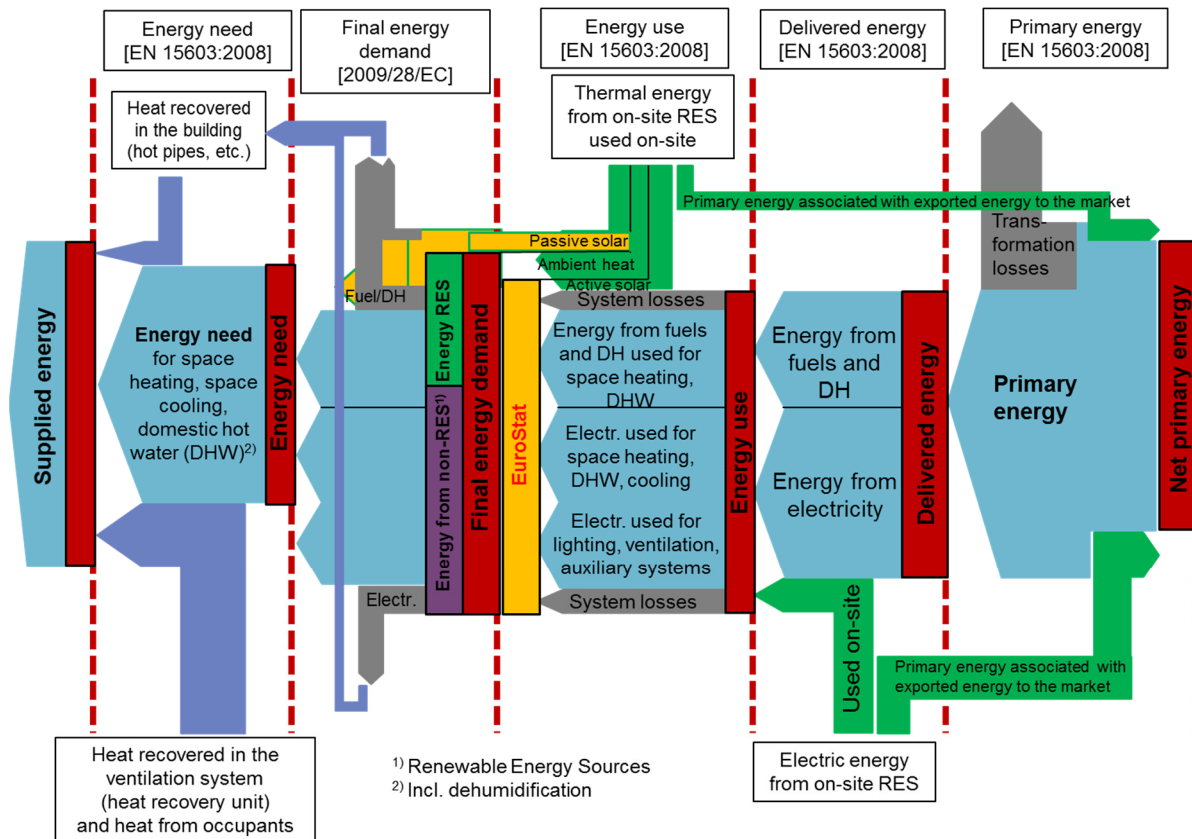 Energy need
[EN 15603:2008]
Final energy
demand
[2009/28/EC]
Energy use
[EN 15603:2008]
Delivered energy
[EN 15603:2008]
Primary energy
[EN 15603:2008]
Heat recovered
in the building
(hot pipes, etc.)
Thermal energy
from on-site RES
used on-site
Primary energy associated with exported energy to the market
Trans-
formation
losses
Passive solar
Ambient heat
Active solar
Fuel/DH
System losses
Supplied energy
Energy need
for space
heating, space
cooling,
domestic hot
water (DHW)2)
Energy need
Energy RES
Energy from non-RES1)
Final energy demand
EuroStat
Energy from fuels
and DH used for
space heating,
DHW
Electr. used for
space heating,
DHW, cooling
Electr. used for
lighting, ventilation,
auxiliary systems
Energy use
Energy from
fuels and
DH
Energy from
electricity
Delivered energy
Primary
energy
Net primary energy
Electr.
System losses
Used on-site
Primary energy associated with
exported energy to the market
Heat recovered in the
ventilation system
(heat recovery unit)
and heat from occupants
1) Renewable Energy Sources
2) Incl. dehumidification
Electric energy
from on-site RES